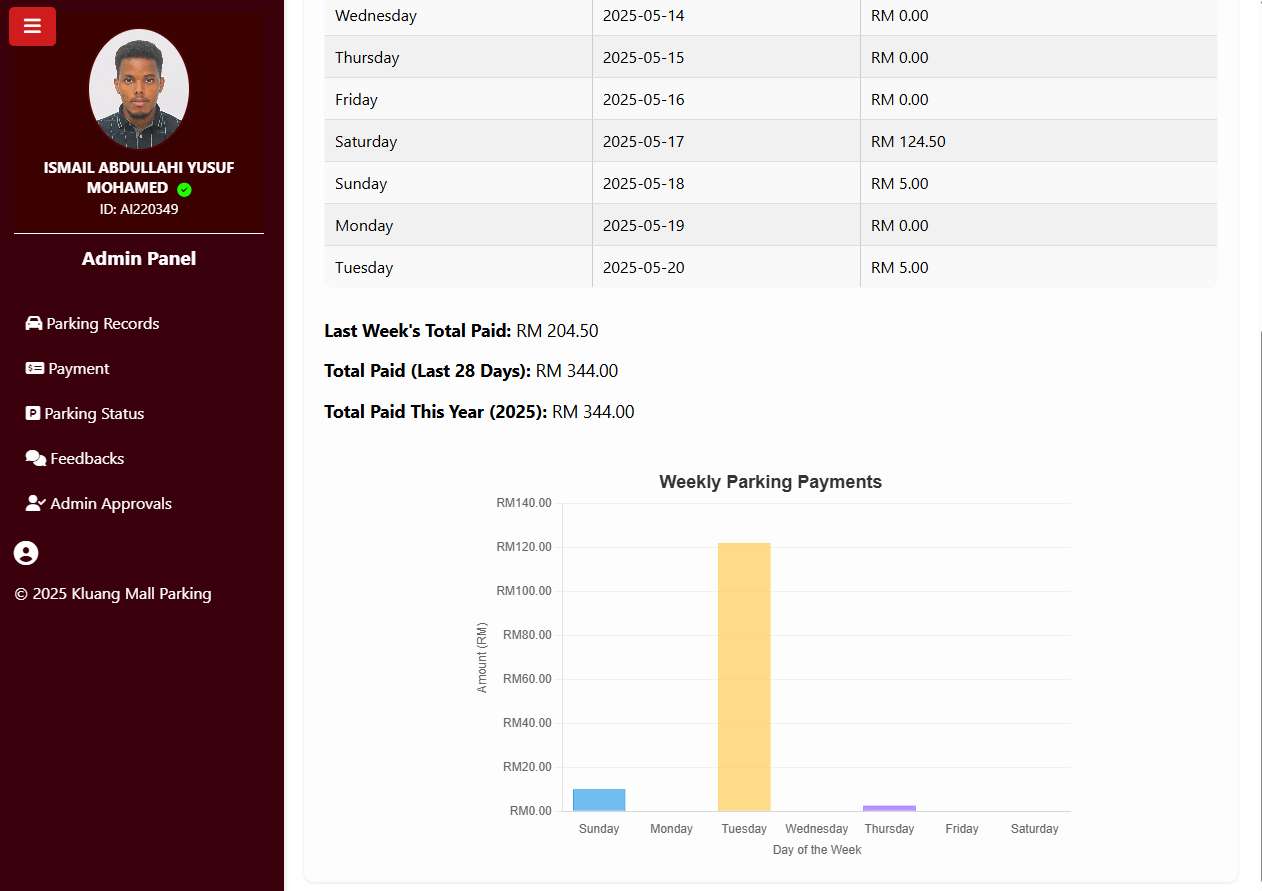 ISMAIL ABDULLAHI YUSUF
MOHAMED
ID: AI220349
Admin Panel
Parking Records
Payment
Parking Status
Feedbacks
Admin Approvals
© 2025 Kluang Mall Parking
Wednesday 2025-05-14 RM 0.00
Thursday 2025-05-15 RM 0.00
Friday 2025-05-16 RM 0.00
Saturday 2025-05-17 RM 124.50
Sunday 2025-05-18 RM 5.00
Monday 2025-05-19 RM 0.00
Tuesday 2025-05-20 RM 5.00
Last Week's Total Paid: RM 204.50
Total Paid (Last 28 Days): RM 344.00
Total Paid This Year (2025): RM 344.00
Weekly Parking Payments
RM140.00
RM120.00
RM100.00
RM80.00
RM60.00
RM40.00
RM20.00
RM0.00
Amount (RM)
Sunday Monday Tuesday Wednesday Thursday Friday Saturday
Day of the Week